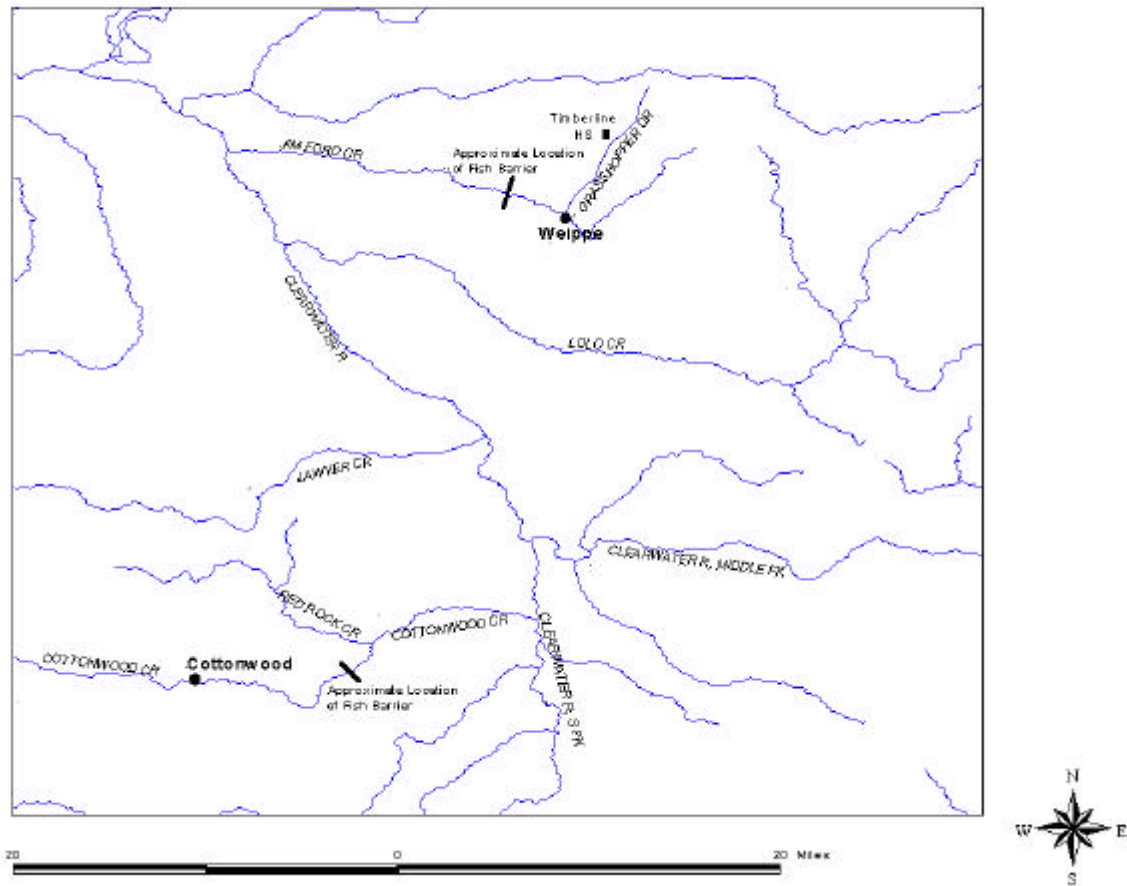 Timberline
HS
GRASSHOPPER CR
JIM FORD CR
Approximate Location
of Fish Barrier
Weippe
CLEARWATER R
LOLO CR
LAWYER CR
CLEARWATER R, MIDDLE FK
RED ROCK CR
COTTONWOOD CR
CLEARWATER R, S FK
COTTONWOOD CR
Cottonwood
Approximate Location
of Fish Barrier
N
W E
S
20 0 20 Miles